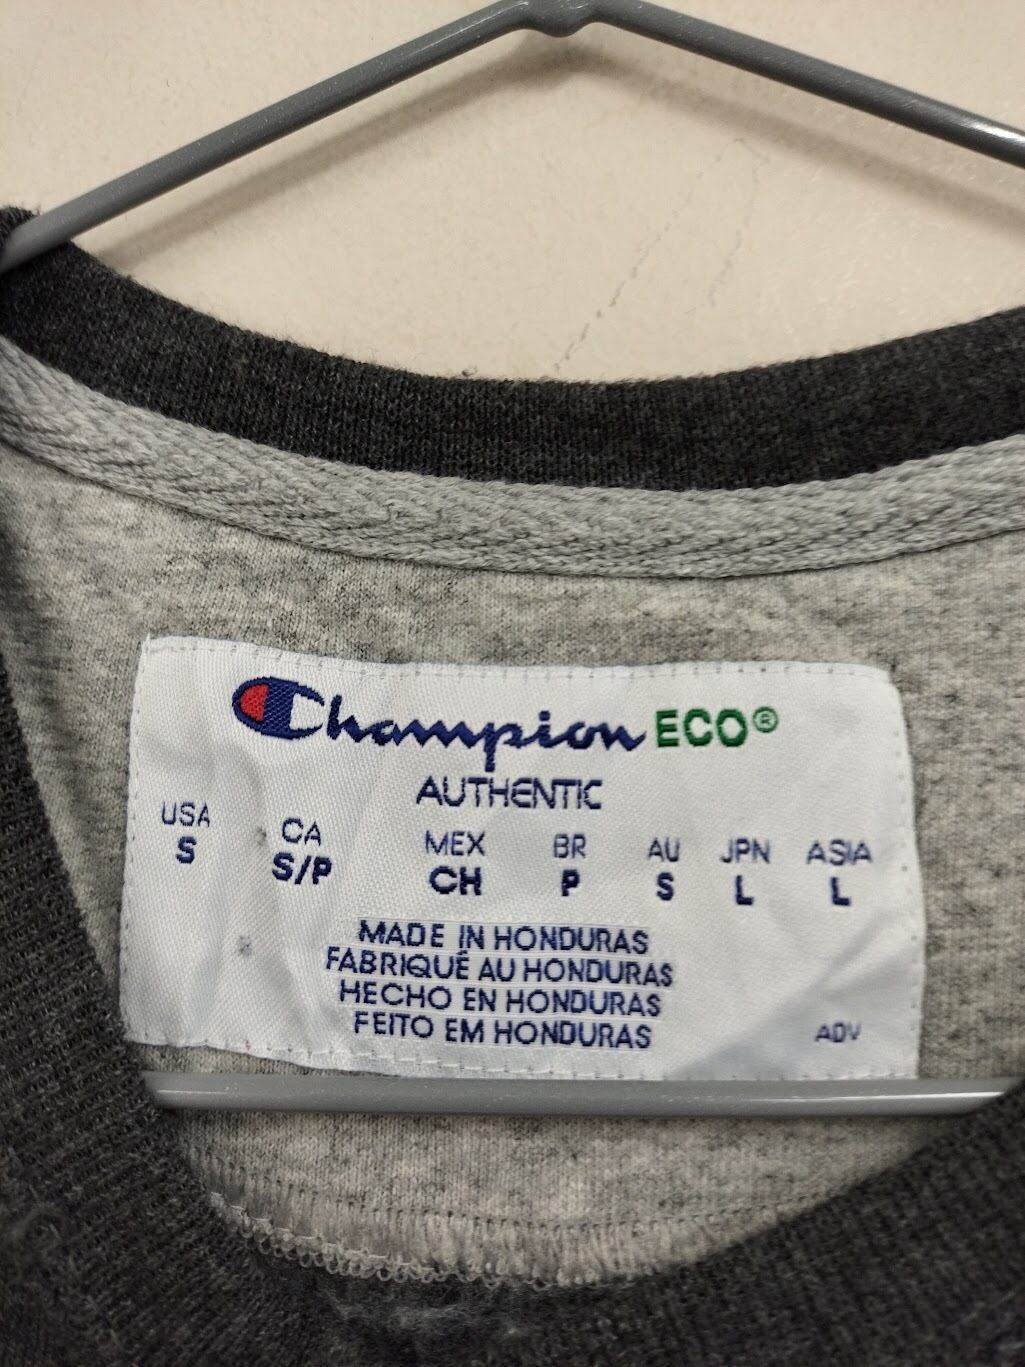 Champion ECO®
AUTHENTIC
USA CA MEX BR AU JPN ASIA
S S/P CH P S L L
MADE IN HONDURAS
FABRIQUÉ AU HONDURAS
HECHO EN HONDURAS
FEITO EM HONDURAS
ADV